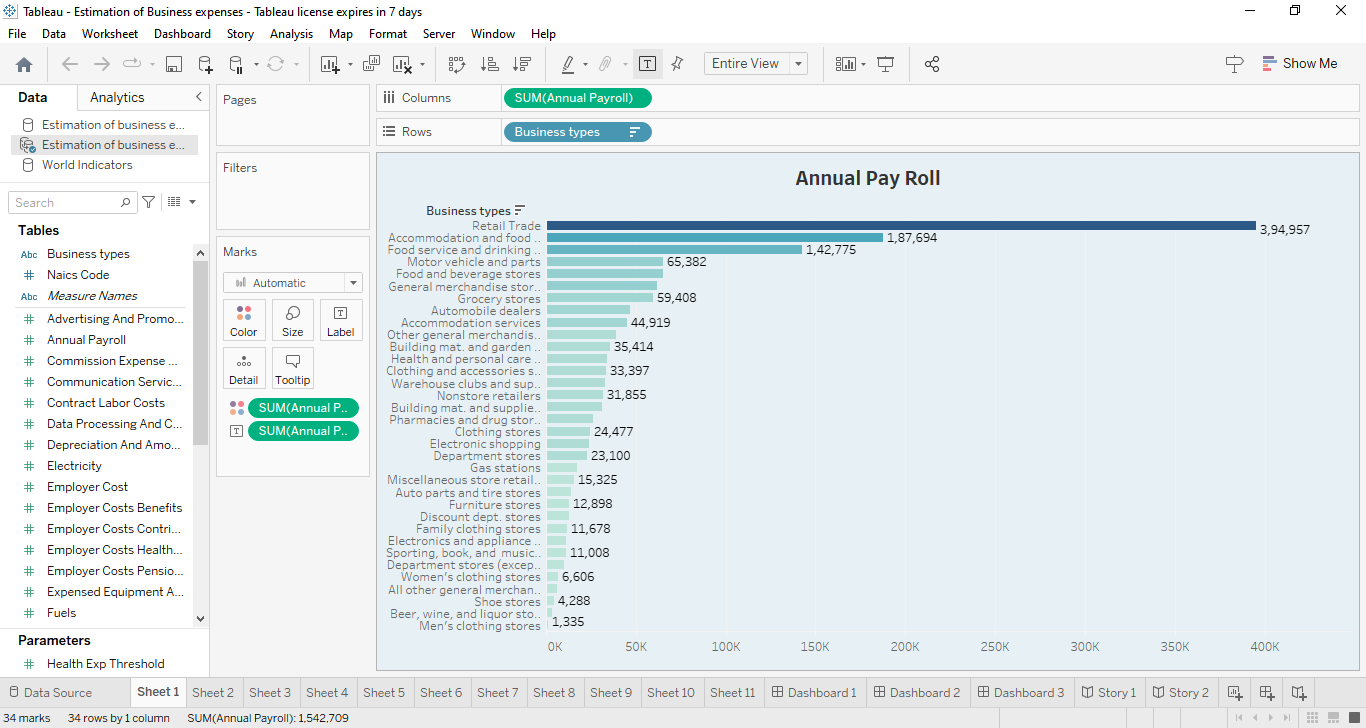 Tableau - Estimation of Business expenses - Tableau license expires in 7 days
File Data Worksheet Dashboard Story Analysis Map Format Server Window Help
Entire View
Show Me
Data Analytics
Estimation of business e...
Estimation of business e...
World Indicators
Search
Tables
Abc Business types
# Naics Code
Abc Measure Names
# Advertising And Promo...
# Annual Payroll
# Commission Expense ...
# Communication Servic...
# Contract Labor Costs
# Data Processing And C...
# Depreciation And Amo...
# Electricity
# Employer Cost
# Employer Costs Benefits
# Employer Costs Contri...
# Employer Costs Health...
# Employer Costs Pensio...
# Expensed Equipment A...
# Fuels
Parameters
# Health Exp Threshold
Pages
Filters
Marks
Automatic
Color Size Label
Detail Tooltip
SUM(Annual P..
SUM(Annual P..
Columns SUM(Annual Payroll)
Rows Business types
Annual Pay Roll
Business types
Retail Trade 3,94,957
Accommodation and food .. 1,87,694
Food service and drinking .. 1,42,775
Motor vehicle and parts 65,382
Food and beverage stores
General merchandise stor..
Grocery stores 59,408
Automobile dealers
Accommodation services 44,919
Other general merchandis..
Building mat. and garden .. 35,414
Health and personal care ..
Clothing and accessories s.. 33,397
Warehouse clubs and sup..
Nonstore retailers 31,855
Building mat. and supplie..
Pharmacies and drug stor..
Clothing stores 24,477
Electronic shopping
Department stores 23,100
Gas stations
Miscellaneous store retail.. 15,325
Auto parts and tire stores
Furniture stores 12,898
Discount dept. stores
Family clothing stores 11,678
Electronics and appliance ..
Sporting, book, and music.. 11,008
Department stores (excep..
Women's clothing stores 6,606
All other general merchan..
Shoe stores 4,288
Beer, wine, and liquor sto..
Men's clothing stores 1,335
0K 50K 100K 150K 200K 250K 300K 350K 400K
Data Source Sheet 1 Sheet 2 Sheet 3 Sheet 4 Sheet 5 Sheet 6 Sheet 7 Sheet 8 Sheet 9 Sheet 10 Sheet 11 Dashboard 1 Dashboard 2 Dashboard 3 Story 1 Story 2
34 marks 34 rows by 1 column SUM(Annual Payroll): 1,542,709